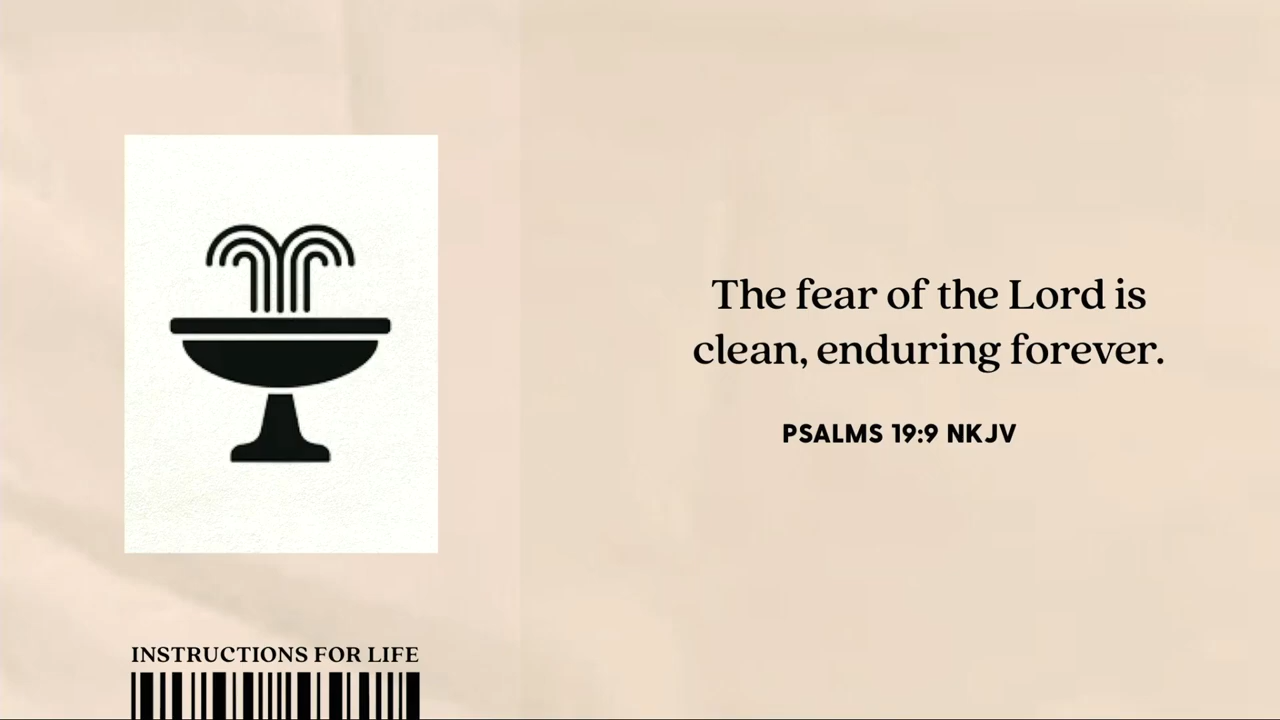 The fear of the Lord is
clean, enduring forever.
PSALMS 19:9 NKJV
INSTRUCTIONS FOR LIFE